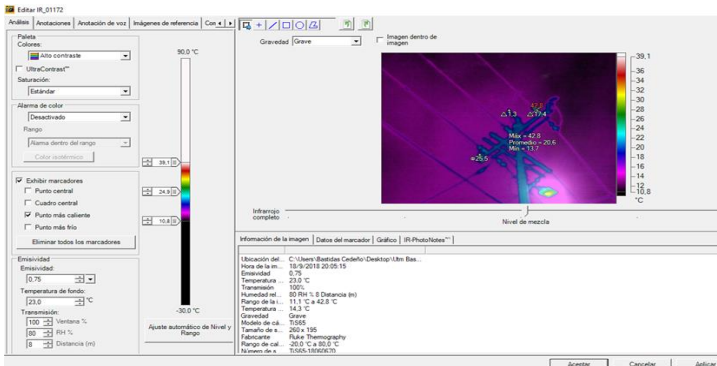 Editar IR_01172
Análisis Anotaciones Anotación de voz Imágenes de referencia Con
Paleta
Colores:
Alto contraste
UltraContrast™
Saturación:
Estándar
Alarma de color
Desactivado
Rango
Alarma dentro del rango
Color isotérmico
Exhibir marcadores
Punto central
Cuadro central
Punto más caliente
Punto más frío
Eliminar todos los marcadores
Emisividad
Emisividad
0,75
Temperatura de fondo:
23,0 °C
Transmisión:
100 Ventana %
80 RH %
8 Distancia (m)
90,0 °C
39,1
24,9
10,8
-30,0 °C
Ajuste automático de Nivel y
Rango
Gravedad Grave
Imagen dentro de
imagen
42,8
Máx = 42,8
Promedio = 20,6
Mín = 13,7
39,1
36
34
32
30
28
26
24
22
20
18
16
14
12
10,8
°C
Infrarrojo
completo
Nivel de mezcla
Información de la imagen Datos del marcador Gráfico IR-PhotoNotes™
Ubicación del... C:\Users\Bastidas Cedeño\Desktop\Utm Bas...
Hora de la im... 18/9/2018 20:05:15
Emisividad 0,75
Temperatura ... 23,0 °C
Transmisión 100%
Humedad rel... 80 RH % 8 Distancia (m)
Rango de la i... 11,1 °C a 42,8 °C
Temperatura ... 14,3 °C
Gravedad Grave
Modelo de cá... TiS65
Tamaño de s... 260 x 195
Fabricante Fluke Thermography
Rango de cal... -20,0 °C a 80,0 °C
Número de s... TiS65-18060670
Aceptar Cancelar Aplicar